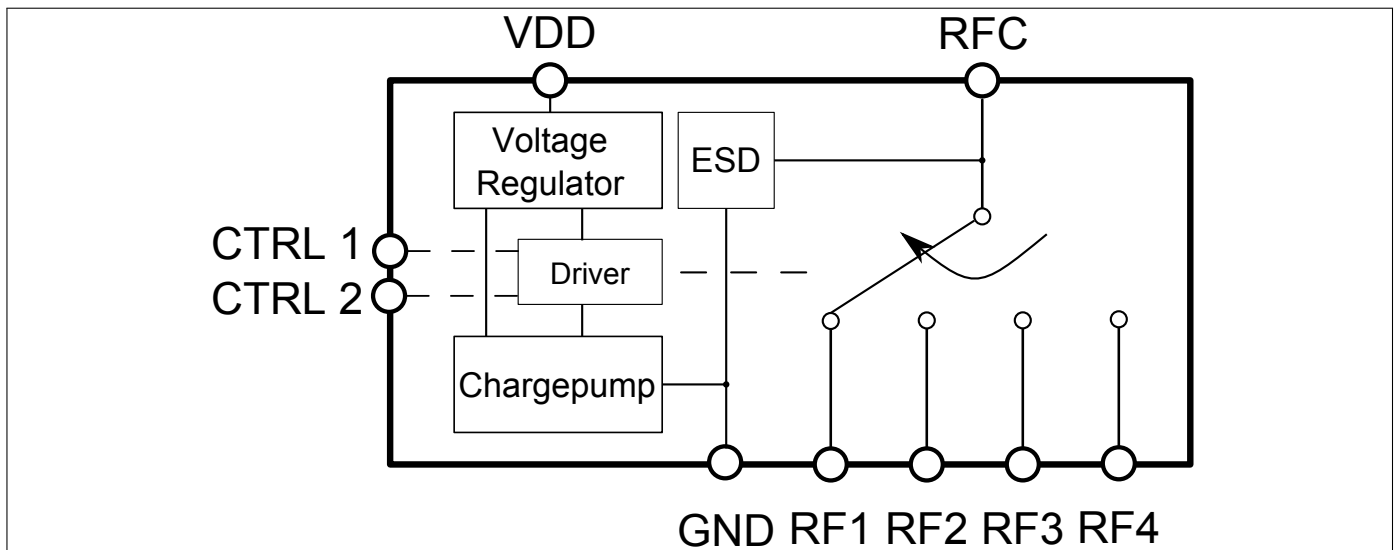 VDD
RFC
Voltage
Regulator
ESD
CTRL 1
Driver
CTRL 2
Chargepump
GND RF1 RF2 RF3 RF4